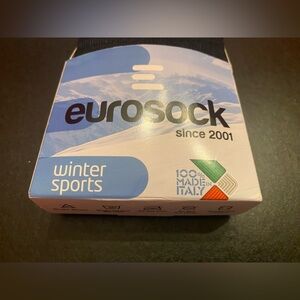 eurosock
since 2001
winter
sports
100%
MADE IN
ITALY